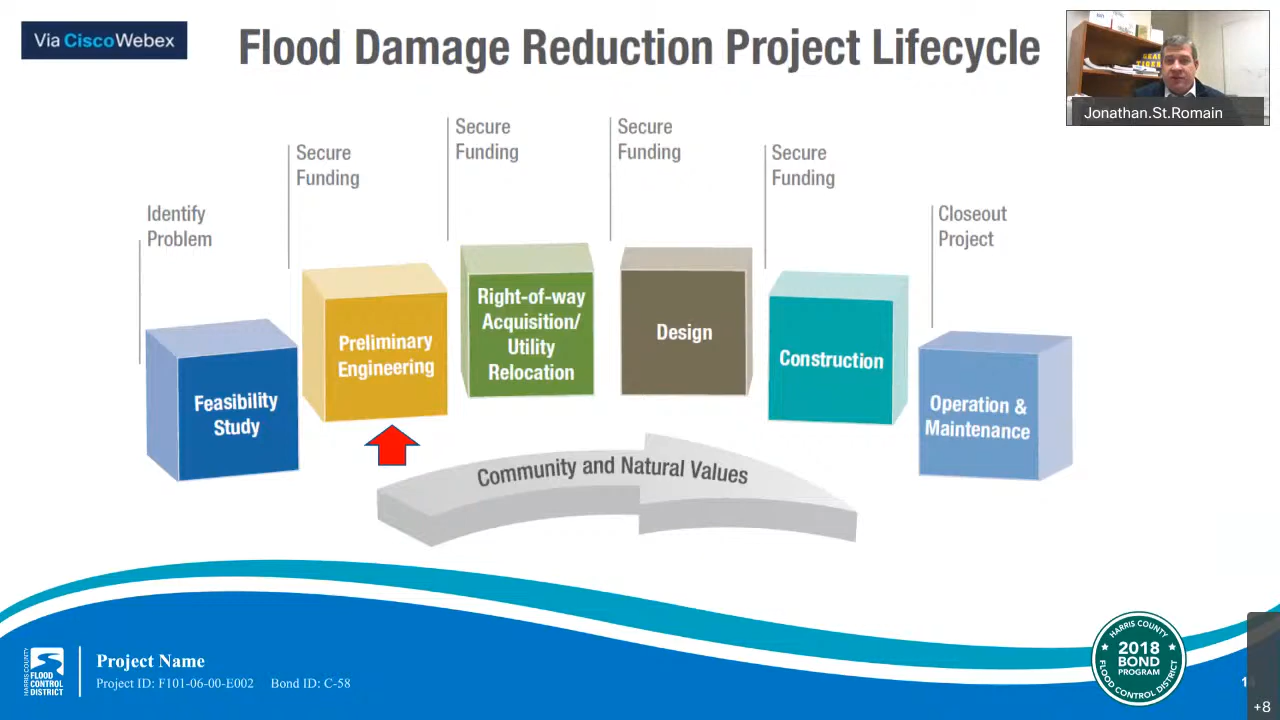 Via CiscoWebex
Flood Damage Reduction Project Lifecycle
Jonathan.St.Romain
Identify
Problem
Secure
Funding
Secure
Funding
Secure
Funding
Secure
Funding
Closeout
Project
Feasibility
Study
Preliminary
Engineering
Right-of-way
Acquisition/
Utility
Relocation
Design
Construction
Operation &
Maintenance
Community and Natural Values
HARRIS COUNTY
FLOOD
CONTROL
DISTRICT
Project Name
Project ID: F101-06-00-E002 Bond ID: C-58
HARRIS COUNTY
2018
BOND
PROGRAM
FLOOD CONTROL DISTRICT
+8